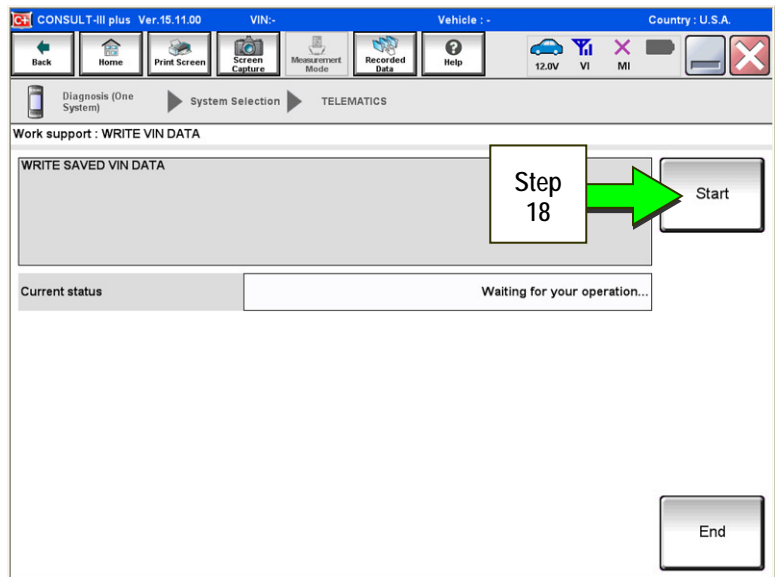 C+ CONSULT-III plus Ver.15.11.00 VIN:- Vehicle : - Country : U.S.A.
Back
Home
Print Screen
Screen
Capture
Measurement
Mode
Recorded
Data
?
Help
12.0V
VI
MI
Diagnosis (One
System)
System Selection
TELEMATICS
Work support : WRITE VIN DATA
WRITE SAVED VIN DATA
Step
18
Start
Current status
Waiting for your operation...
End